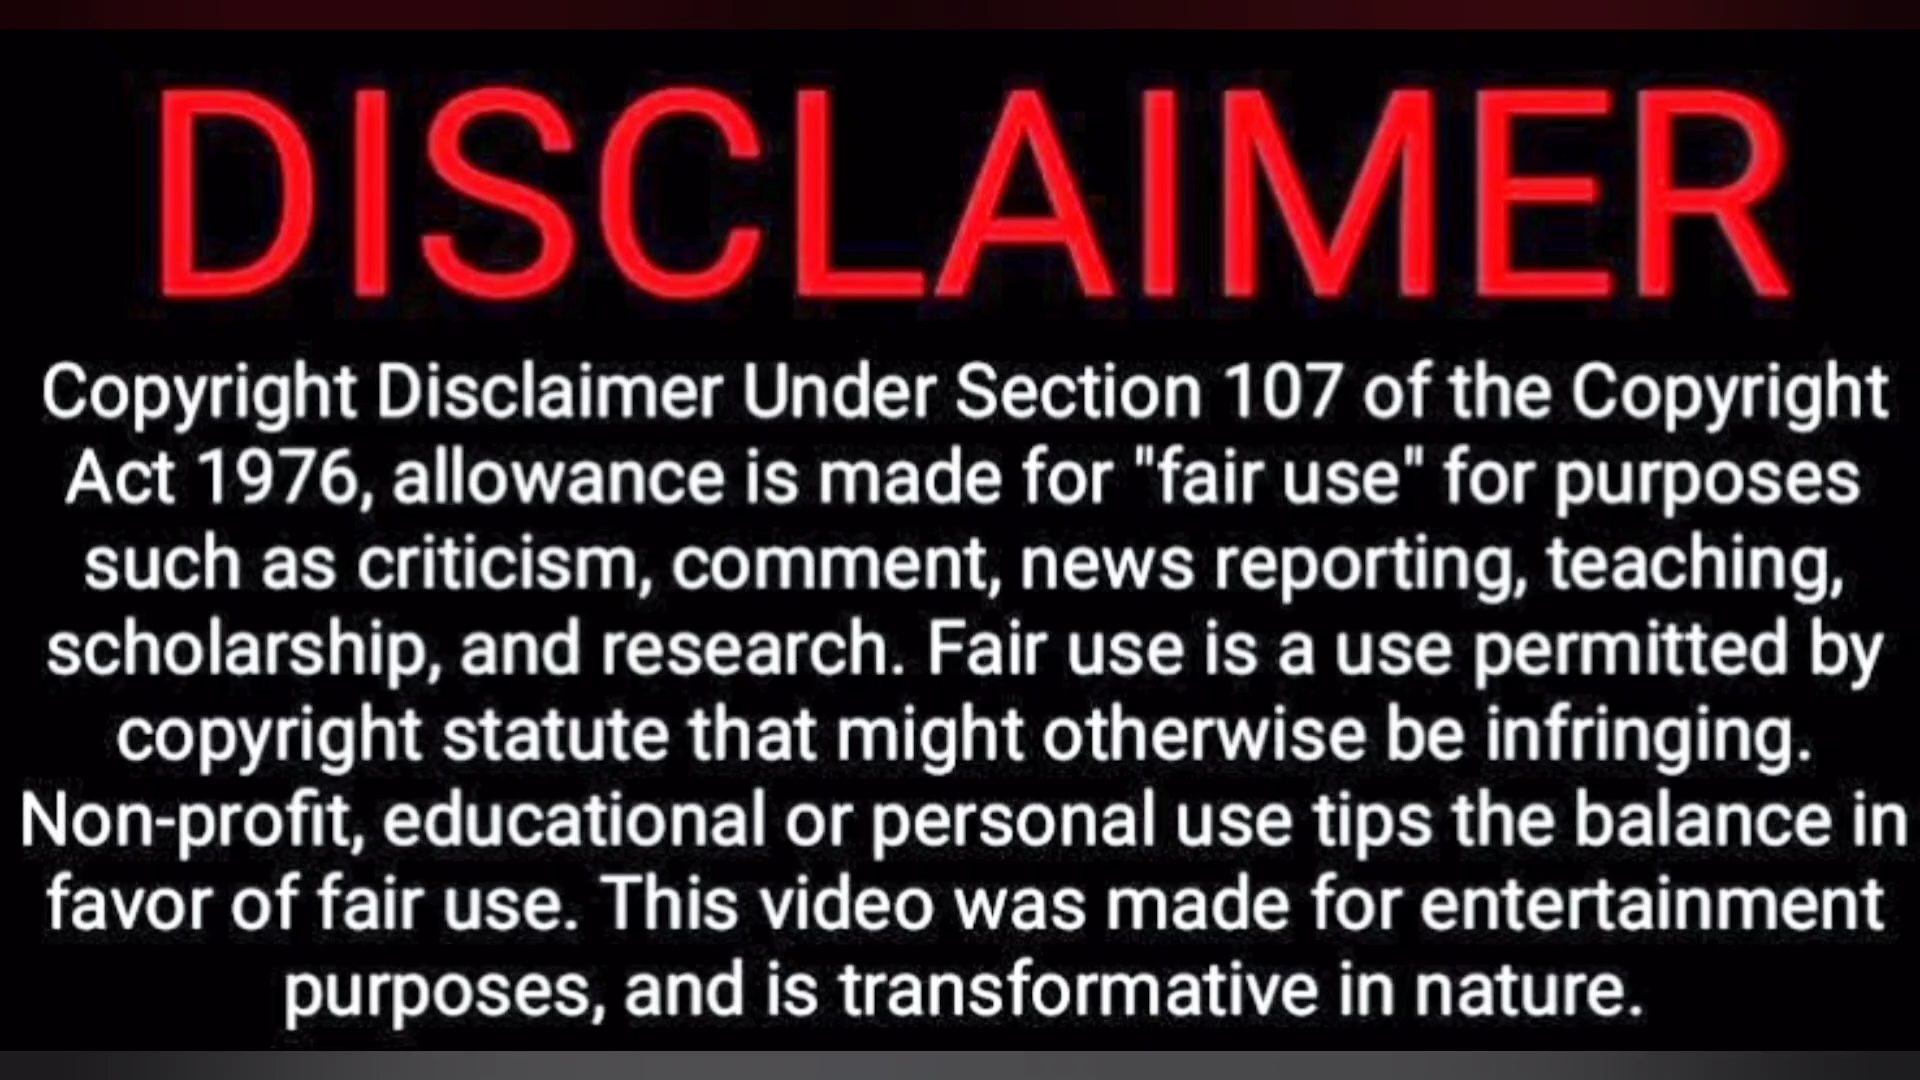 DISCLAIMER
Copyright Disclaimer Under Section 107 of the Copyright
Act 1976, allowance is made for "fair use" for purposes
such as criticism, comment, news reporting, teaching,
scholarship, and research. Fair use is a use permitted by
copyright statute that might otherwise be infringing.
Non-profit, educational or personal use tips the balance in
favor of fair use. This video was made for entertainment
purposes, and is transformative in nature.